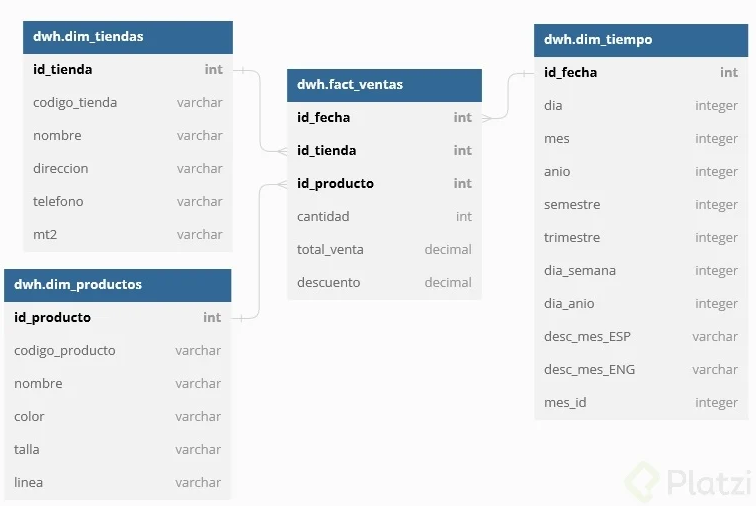 dwh.dim_tiendas
id_tienda int
codigo_tienda varchar
nombre varchar
direccion varchar
telefono varchar
mt2 varchar
dwh.dim_productos
id_producto int
codigo_producto varchar
nombre varchar
color varchar
talla varchar
linea varchar
dwh.fact_ventas
id_fecha int
id_tienda int
id_producto int
cantidad int
total_venta decimal
descuento decimal
dwh.dim_tiempo
id_fecha int
dia integer
mes integer
anio integer
semestre integer
trimestre integer
dia_semana integer
dia_anio integer
desc_mes_ESP varchar
desc_mes_ENG varchar
mes_id integer
Platzi